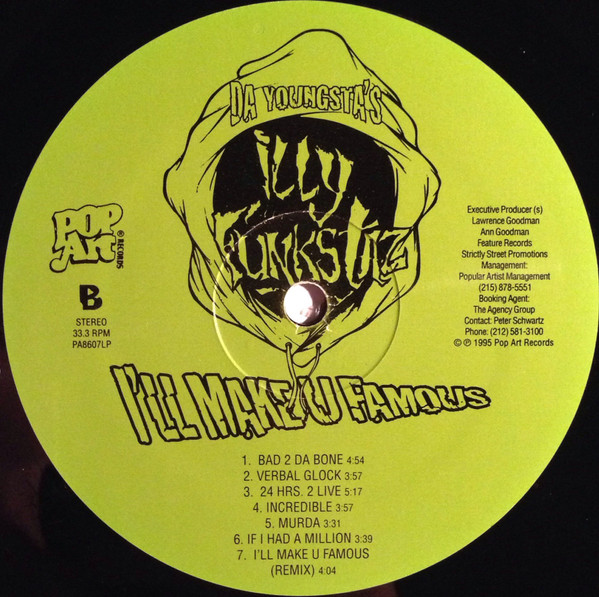 DA YOUNGSTA'S
ILLY
FUNKSTAZ
POP
ART
® RECORDS
B
STEREO
33.3 RPM
PA8607LP
Executive Producer (s)
Lawrence Goodman
Ann Goodman
Feature Records
Strictly Street Promotions
Management:
Popular Artist Management
(215) 878-5551
Booking Agent:
The Agency Group
Contact: Peter Schwartz
Phone: (212) 581-3100
© ℗ 1995 Pop Art Records
I'LL MAKE U FAMOUS
1. BAD 2 DA BONE 4:54
2. VERBAL GLOCK 3:57
3. 24 HRS. 2 LIVE 5:17
4. INCREDIBLE 3:57
5. MURDA 3:31
6. IF I HAD A MILLION 3:39
7. I'LL MAKE U FAMOUS
(REMIX) 4:04